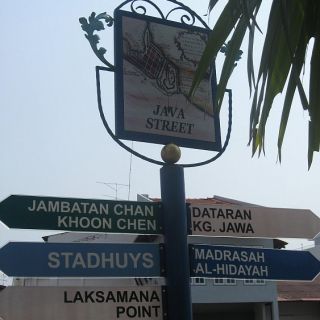 JAVA
STREET
JAMBATAN CHAN
KHOON CHEN
DATARAN
KG. JAWA
STADHUYS
MADRASAH
AL-HIDAYAH
LAKSAMANA
POINT